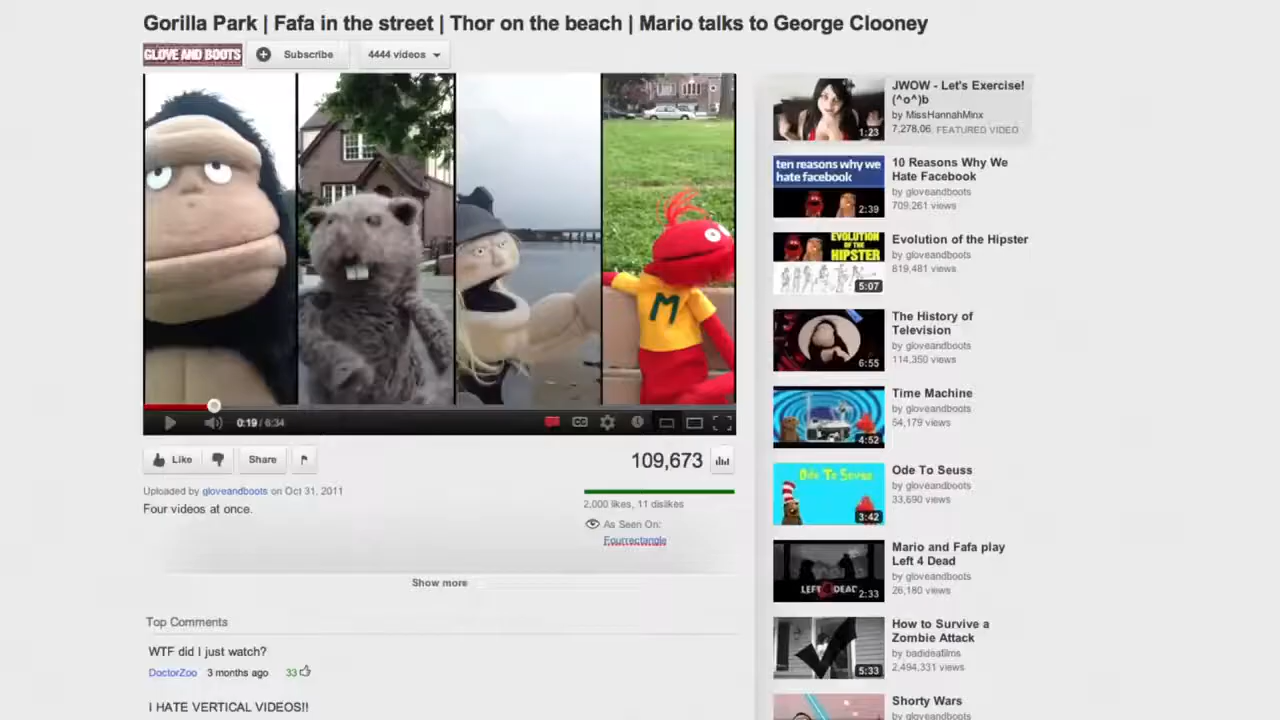 Gorilla Park | Fafa in the street | Thor on the beach | Mario talks to George Clooney
GLOVE AND BOOTS
Subscribe
4444 videos
M
0:19 / 6:34
CC
Like
Share
109,673
Uploaded by gloveandboots on Oct 31, 2011
Four videos at once.
2,000 likes, 11 dislikes
As Seen On:
Fourrectangle
Show more
Top Comments
WTF did I just watch?
DoctorZoo 3 months ago 33
I HATE VERTICAL VIDEOS!!
1:23
JWOW - Let's Exercise!
(^o^)b
by MissHannahMinx
7,278,06 FEATURED VIDEO
ten reasons why we
hate facebook
2:39
10 Reasons Why We
Hate Facebook
by gloveandboots
709,261 views
EVOLUTION
OF THE
HIPSTER
5:07
Evolution of the Hipster
by gloveandboots
819,481 views
6:55
The History of
Television
by gloveandboots
114,350 views
4:52
Time Machine
by gloveandboots
54,179 views
Ode To Seuss
3:42
Ode To Seuss
by gloveandboots
33,690 views
LEFT 4 DEAD
2:33
Mario and Fafa play
Left 4 Dead
by gloveandboots
26,180 views
5:33
How to Survive a
Zombie Attack
by badideafilms
2,494,331 views
Shorty Wars
by gloveandboots